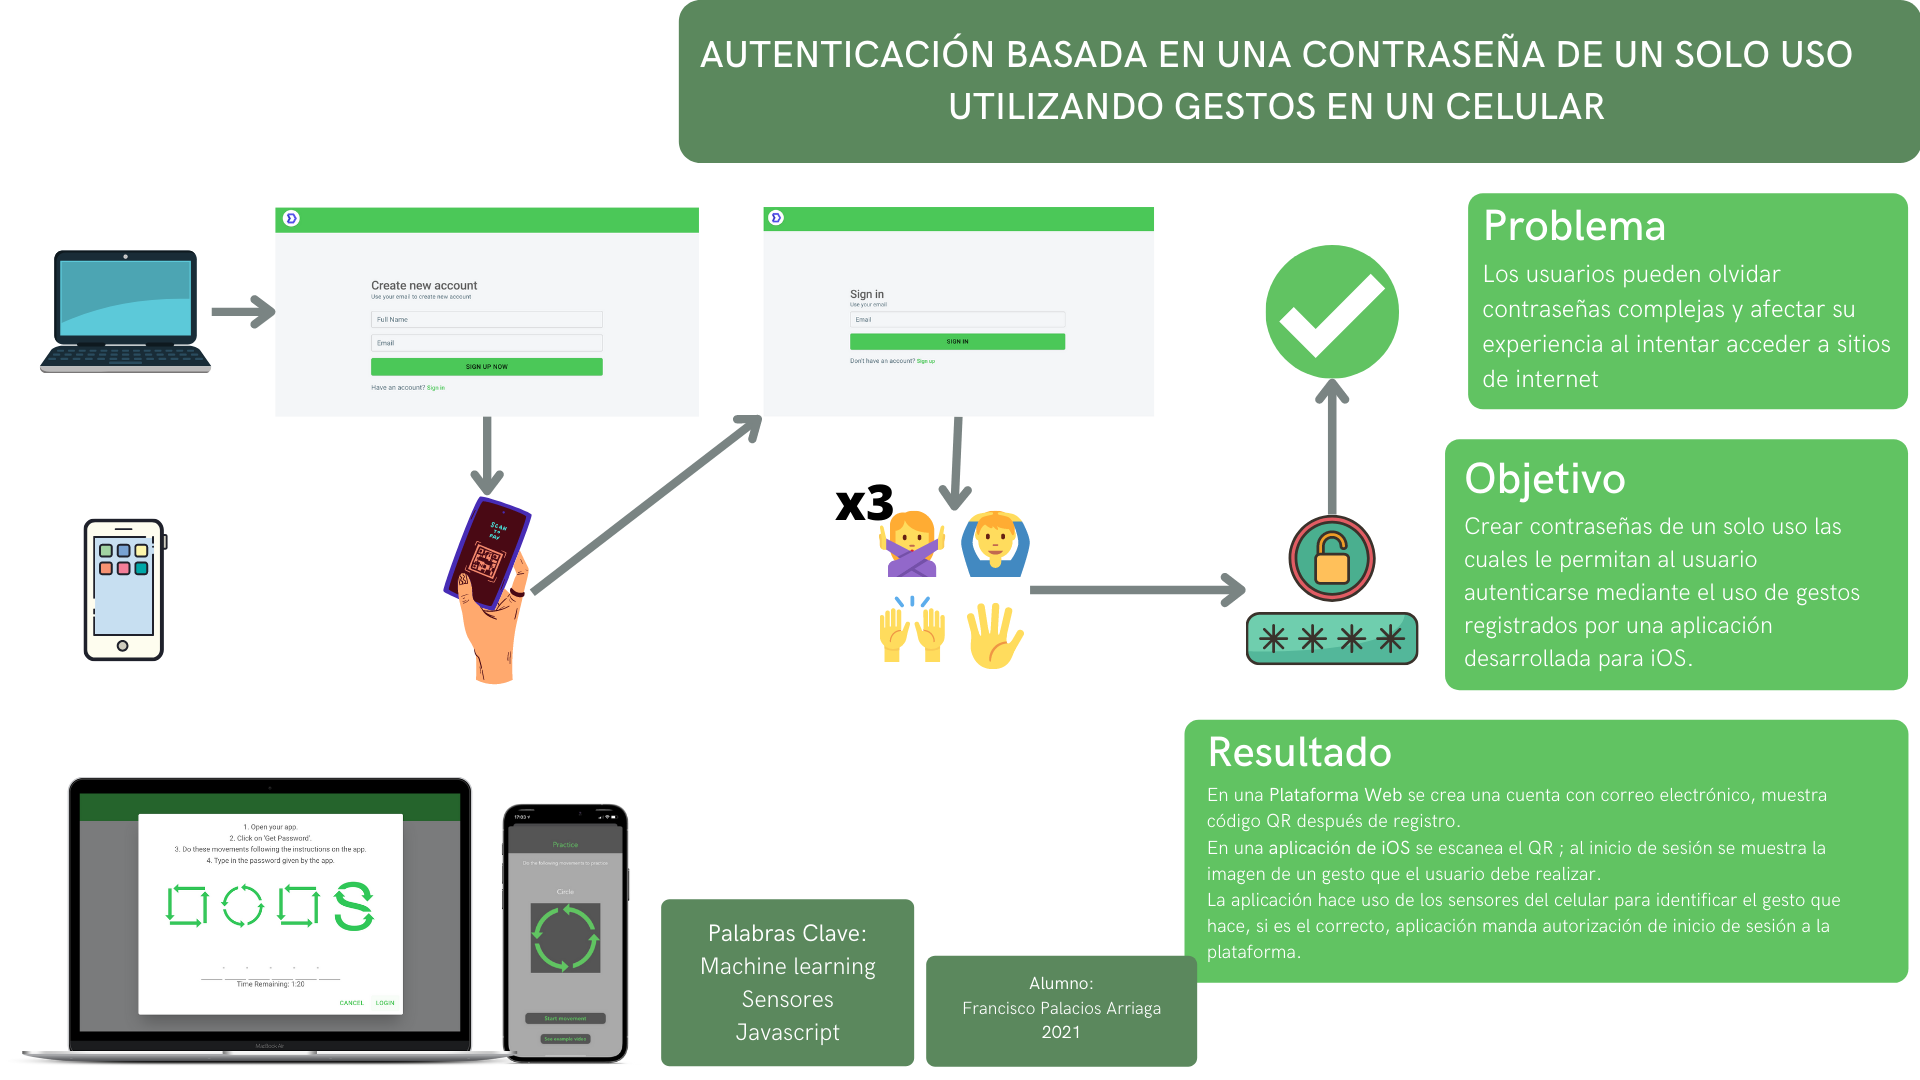 AUTENTICACIÓN BASADA EN UNA CONTRASEÑA DE UN SOLO USO
UTILIZANDO GESTOS EN UN CELULAR
Create new account
Use your email to create new account
Full Name
Email
SIGN UP NOW
Have an account? Sign in
Sign in
Use your email
Email
SIGN IN
Don't have an account? Sign up
SCAN
TO
PAY
x3
Problema
Los usuarios pueden olvidar
contraseñas complejas y afectar su
experiencia al intentar acceder a sitios
de internet
Objetivo
Crear contraseñas de un solo uso las
cuales le permitan al usuario
autenticarse mediante el uso de gestos
registrados por una aplicación
desarrollada para iOS.
Resultado
En una Plataforma Web se crea una cuenta con correo electrónico, muestra
código QR después de registro.
En una aplicación de iOS se escanea el QR ; al inicio de sesión se muestra la
imagen de un gesto que el usuario debe realizar.
La aplicación hace uso de los sensores del celular para identificar el gesto que
hace, si es el correcto, aplicación manda autorización de inicio de sesión a la
plataforma.
1. Open your app.
2. Click on 'Get Password'.
3. Do these movements following the instructions on the app.
4. Type in the password given by the app.
Time Remaining: 1:20
CANCEL LOGIN
MacBook Air
17:03
Practice
Do the following movements to practice
Circle
Start movement
See example video
Palabras Clave:
Machine learning
Sensores
Javascript
Alumno:
Francisco Palacios Arriaga
2021